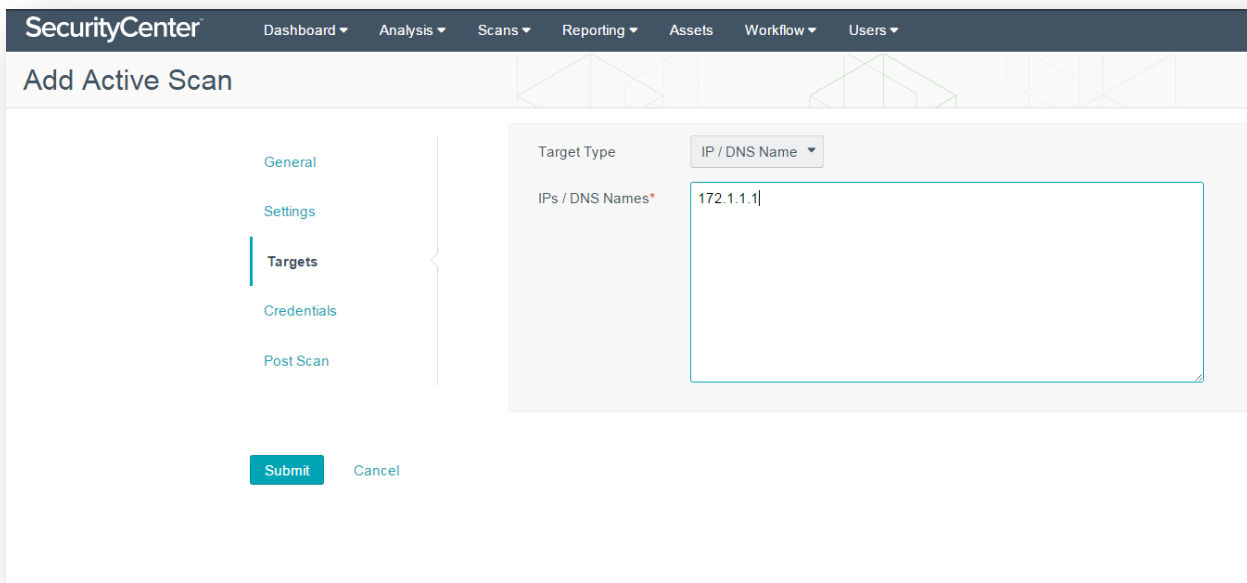 SecurityCenter™ Dashboard Analysis Scans Reporting Assets Workflow Users
Add Active Scan
General
Settings
Targets
Credentials
Post Scan
Target Type IP / DNS Name
IPs / DNS Names* 172.1.1.1
Submit Cancel